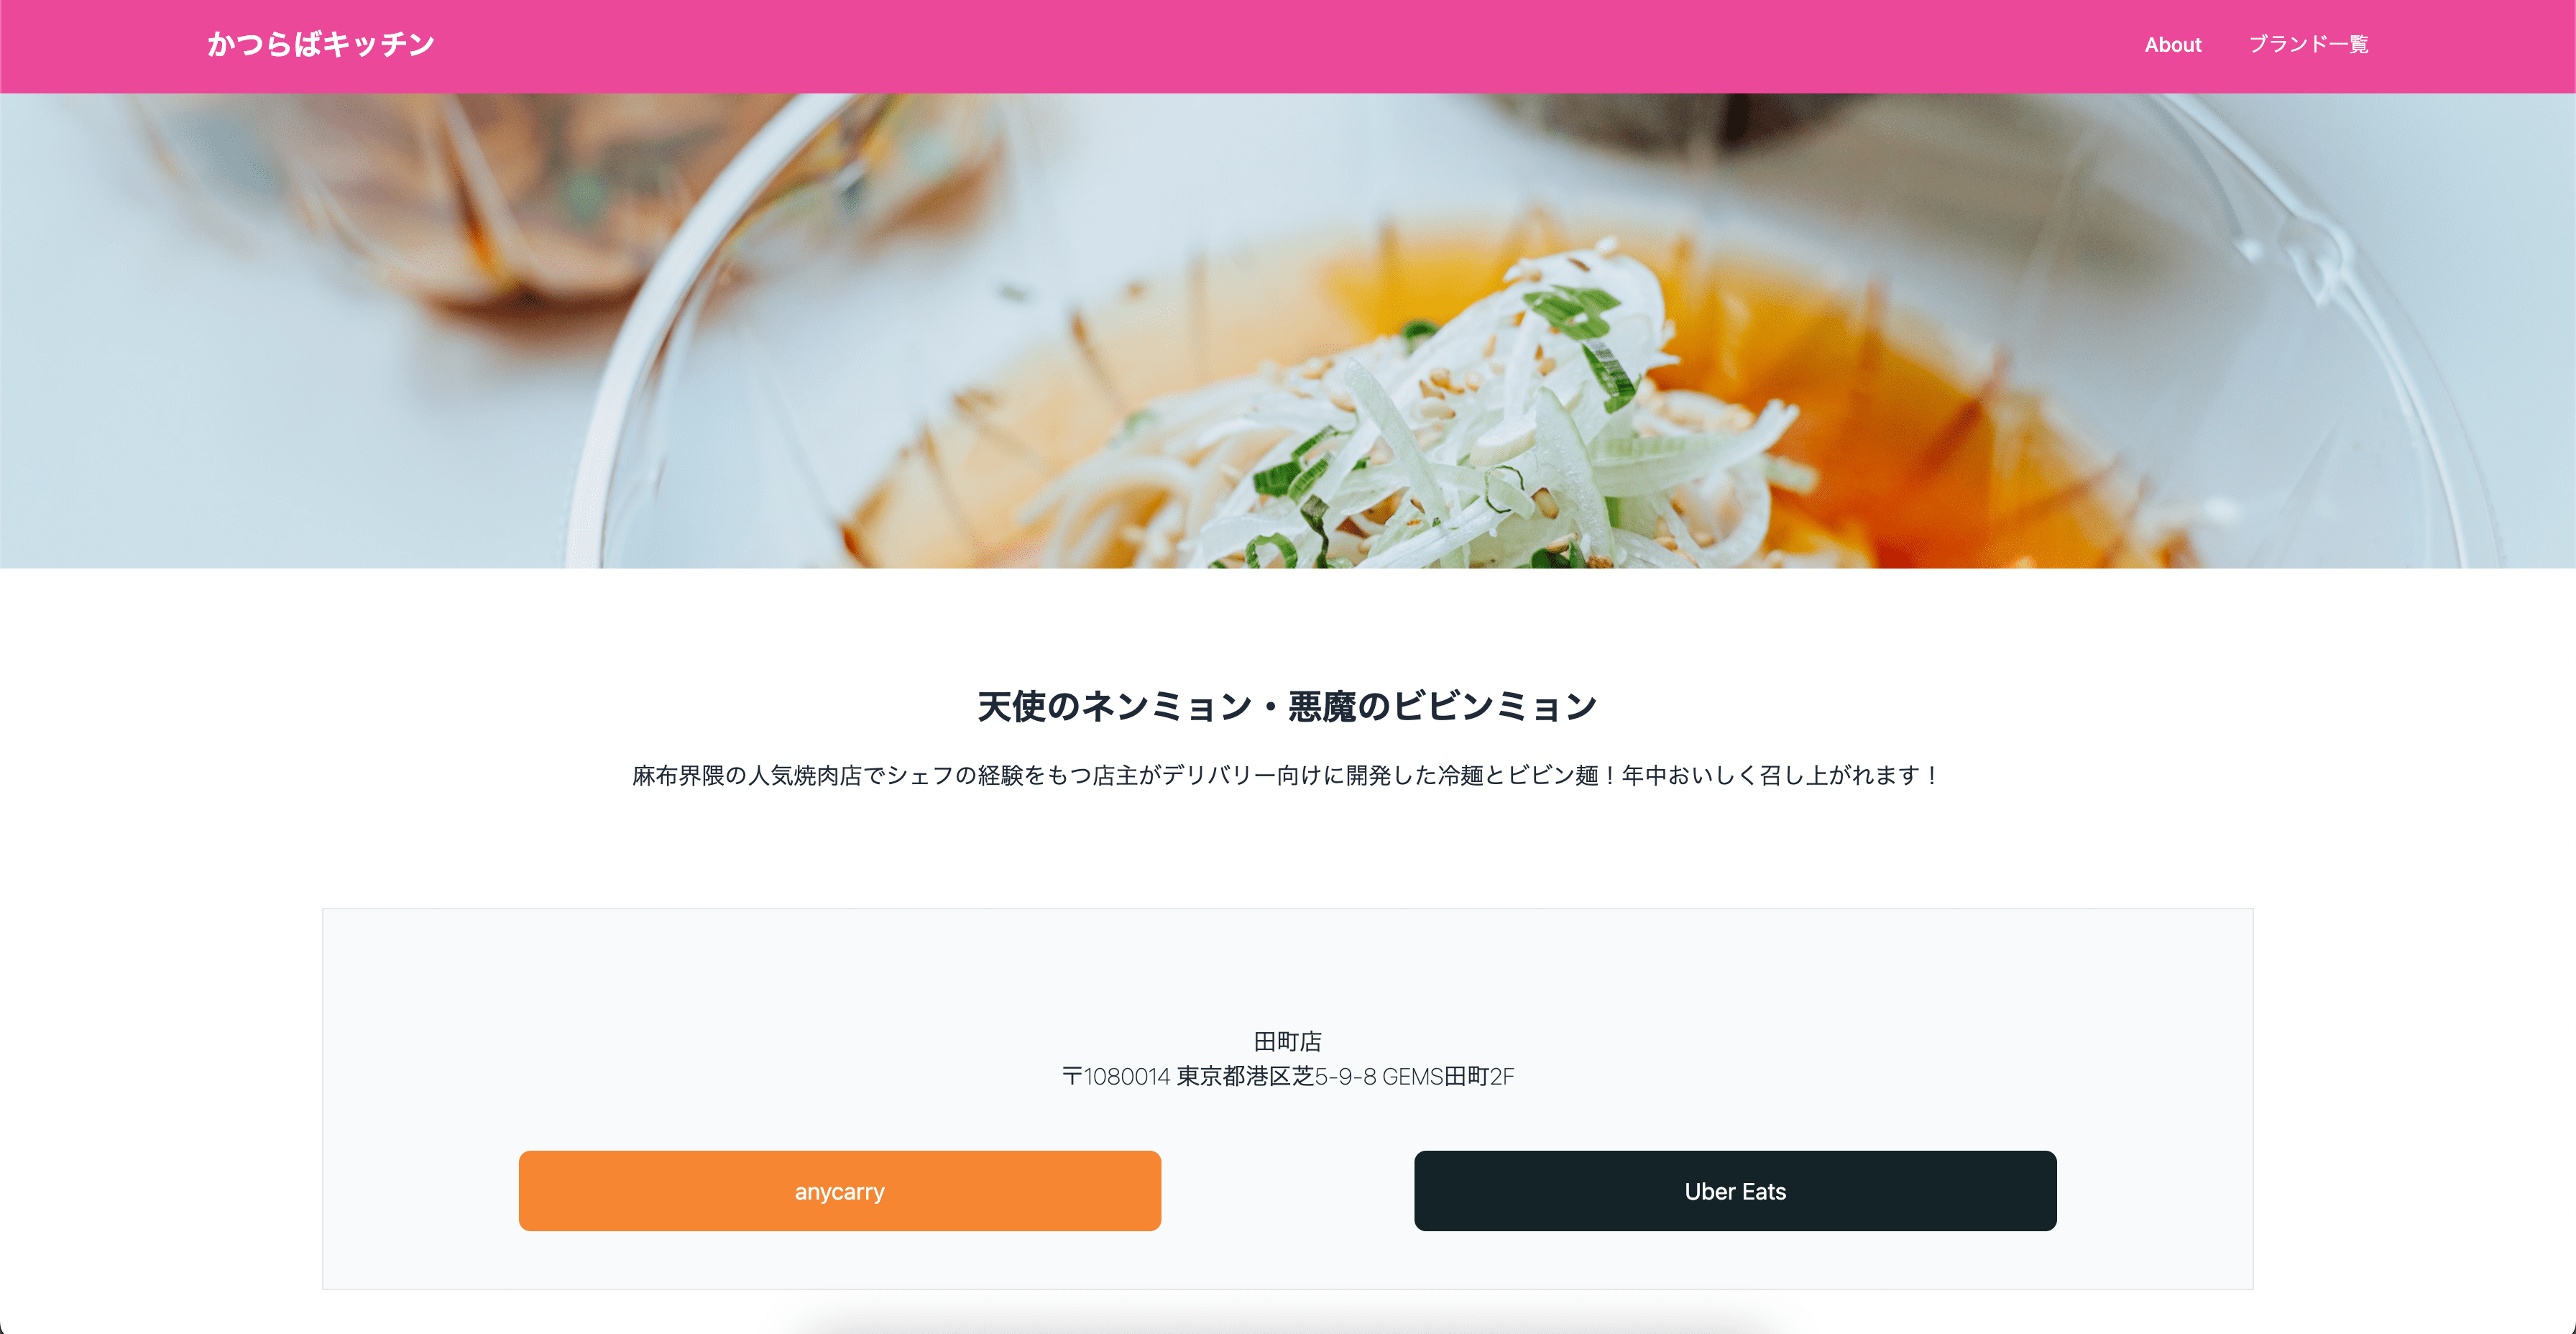 かつらばキッチン
About ブランド一覧
天使のネンミョン・悪魔のビビンミョン
麻布界隈の人気焼肉店でシェフの経験をもつ店主がデリバリー向けに開発した冷麺とビビン麺！年中おいしく召し上がれます！
田町店
〒1080014 東京都港区芝5-9-8 GEMS田町2F
anycarry
Uber Eats